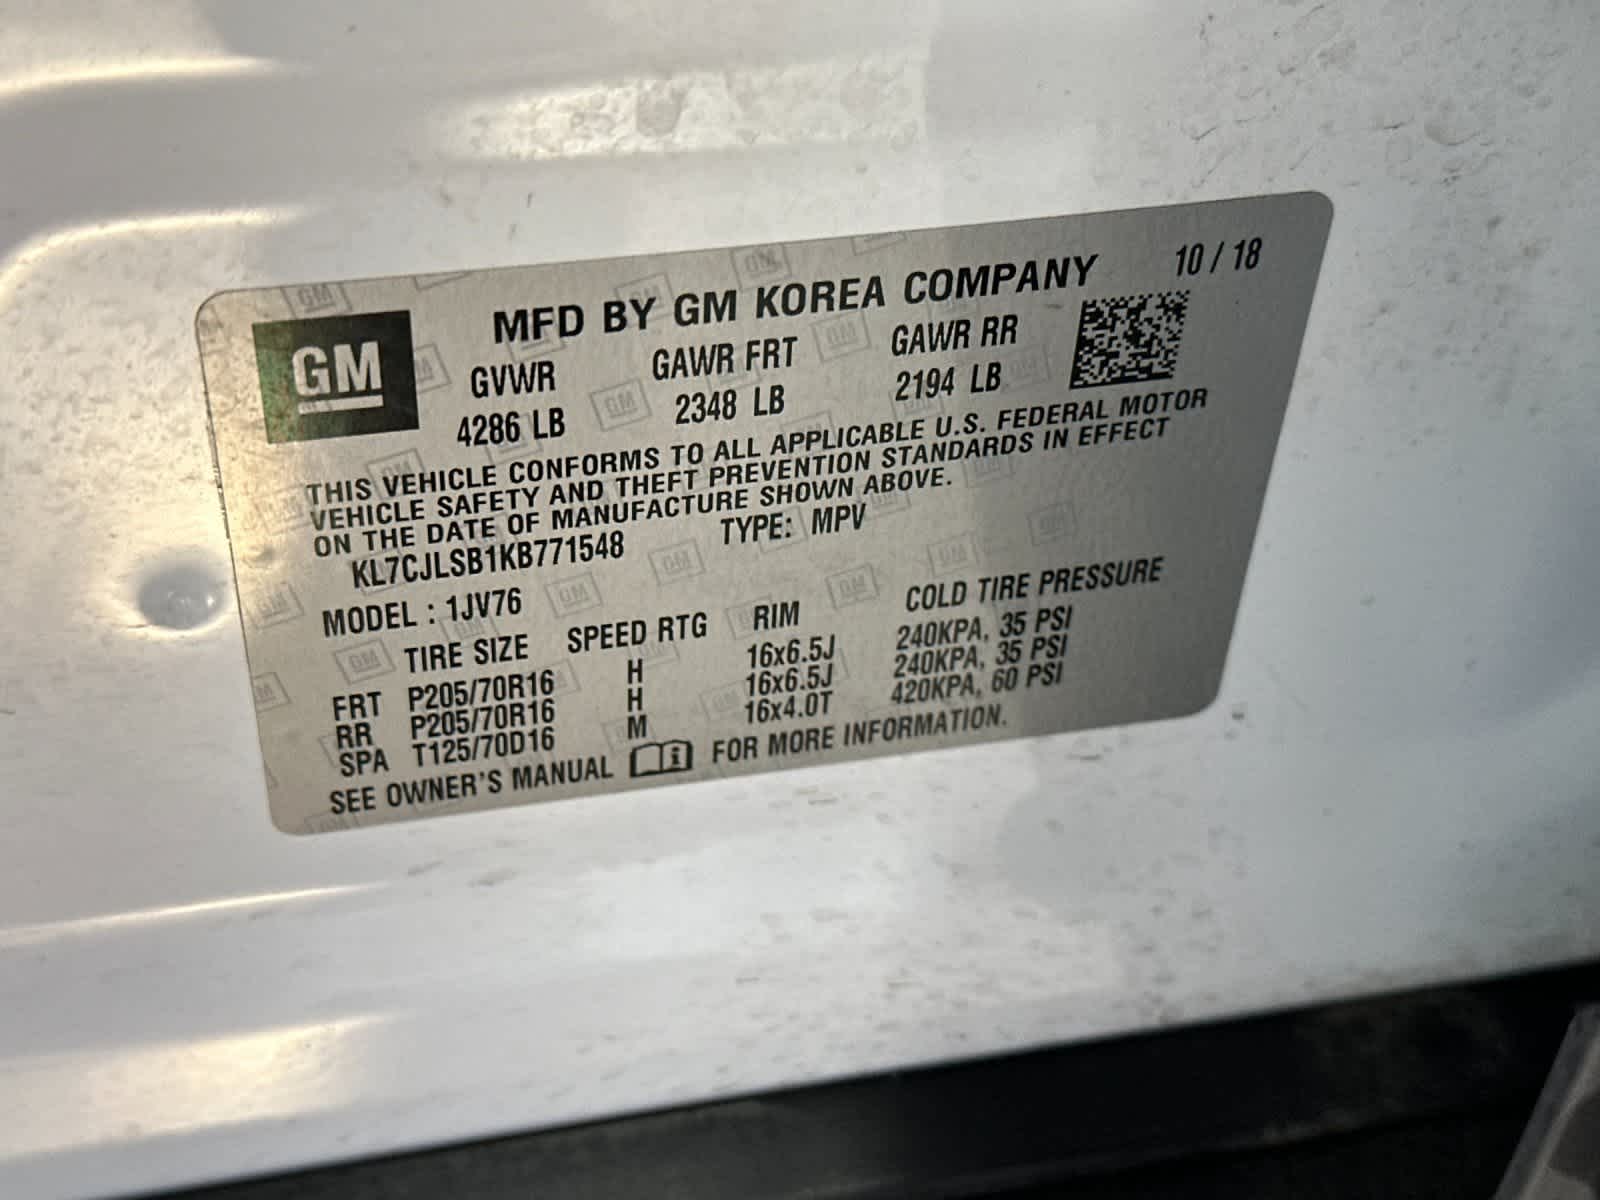 GM
MFD BY GM KOREA COMPANY 10 / 18
GVWR GAWR FRT GAWR RR
4286 LB 2348 LB 2194 LB
THIS VEHICLE CONFORMS TO ALL APPLICABLE U.S. FEDERAL MOTOR
VEHICLE SAFETY AND THEFT PREVENTION STANDARDS IN EFFECT
ON THE DATE OF MANUFACTURE SHOWN ABOVE.
KL7CJLSB1KB771548 TYPE: MPV
MODEL : 1JV76
TIRE SIZE SPEED RTG RIM COLD TIRE PRESSURE
FRT P205/70R16 H 16x6.5J 240KPA, 35 PSI
RR P205/70R16 H 16x6.5J 240KPA, 35 PSI
SPA T125/70D16 M 16x4.0T 420KPA, 60 PSI
SEE OWNER'S MANUAL FOR MORE INFORMATION.